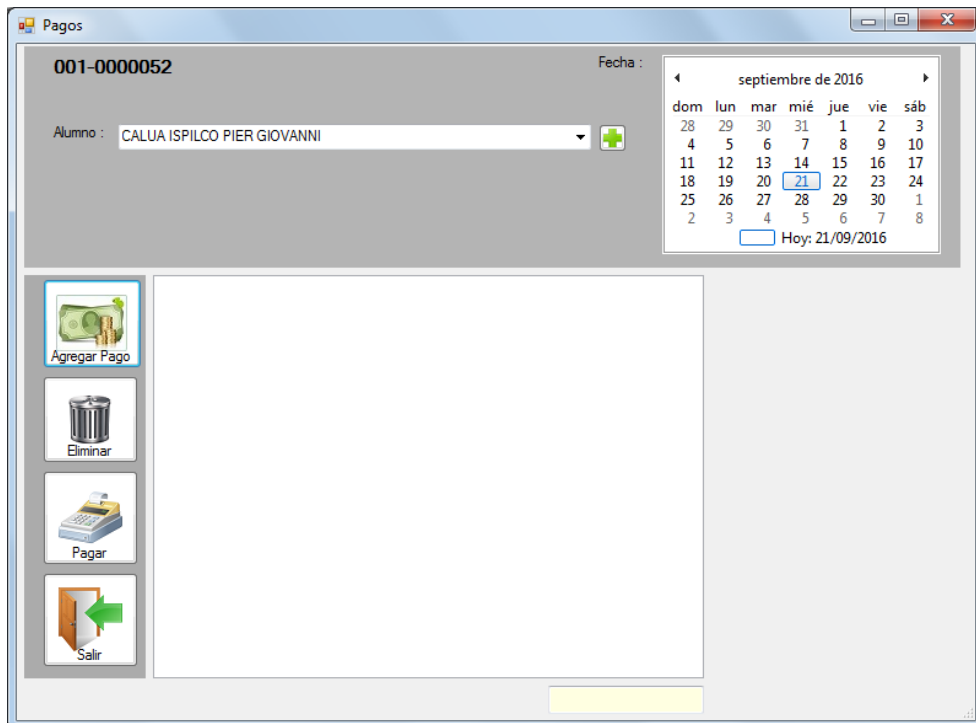 Pagos
001-0000052
Fecha :
septiembre de 2016
dom lun mar mié jue vie sáb
28 29 30 31 1 2 3
4 5 6 7 8 9 10
11 12 13 14 15 16 17
18 19 20 21 22 23 24
25 26 27 28 29 30 1
2 3 4 5 6 7 8
Hoy: 21/09/2016
Alumno : CALUA ISPILCO PIER GIOVANNI
Agregar Pago
Eliminar
Pagar
Salir